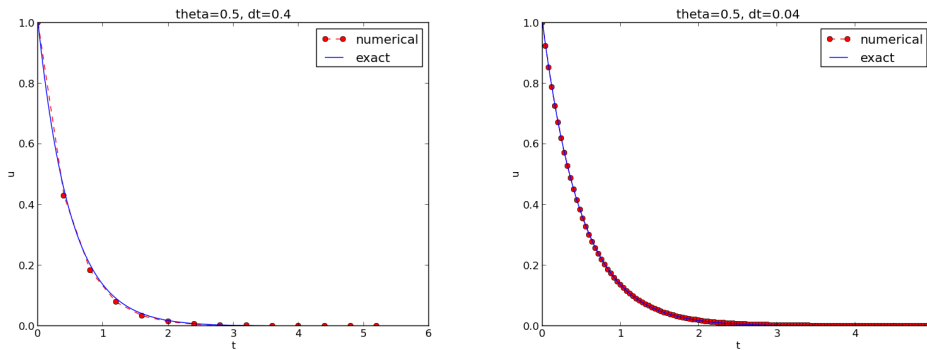 theta=0.5, dt=0.4
1.0
0.8
0.6
0.4
0.2
0.0
u
numerical
exact
0 1 2 3 4 5 6
t
theta=0.5, dt=0.04
1.0
0.8
0.6
0.4
0.2
0.0
u
numerical
exact
0 1 2 3 4
t